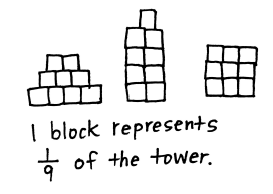 1 block represents
1/9 of the tower.